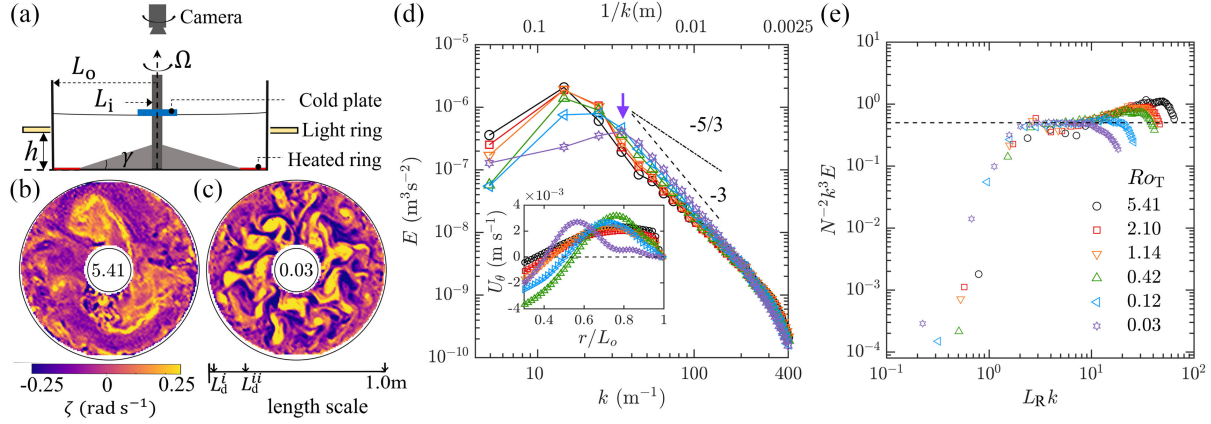 (a)
Camera
Ω
L_o
L_i
Cold plate
Light ring
h
γ
Heated ring
(b)
5.41
(c)
0.03
-0.25
0.25
ζ (rad s⁻¹)
L_d^i
L_d^ii
1.0m
length scale
(d)
1/k(m)
0.1
0.01
0.0025
10⁻⁵
10⁻⁶
10⁻⁷
10⁻⁸
10⁻⁹
10⁻¹⁰
E (m³s⁻²)
-5/3
-3
×10⁻³
4
2
0
-2
-4
U_θ (m s⁻¹)
0.4
0.6
0.8
1
r/L_o
10
100
400
k (m⁻¹)
(e)
10¹
10⁰
10⁻¹
10⁻²
10⁻³
10⁻⁴
N⁻²k³E
Ro_T
5.41
2.10
1.14
0.42
0.12
0.03
10⁻¹
10⁰
10¹
10²
L_R k